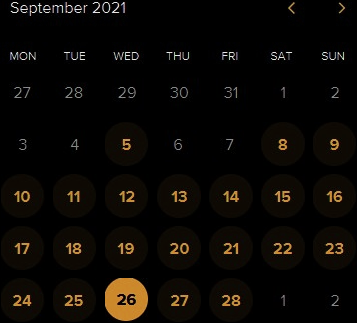 September 2021
MON TUE WED THU FRI SAT SUN
27 28 29 30 31 1 2
3 4 5 6 7 8 9
10 11 12 13 14 15 16
17 18 19 20 21 22 23
24 25 26 27 28 1 2